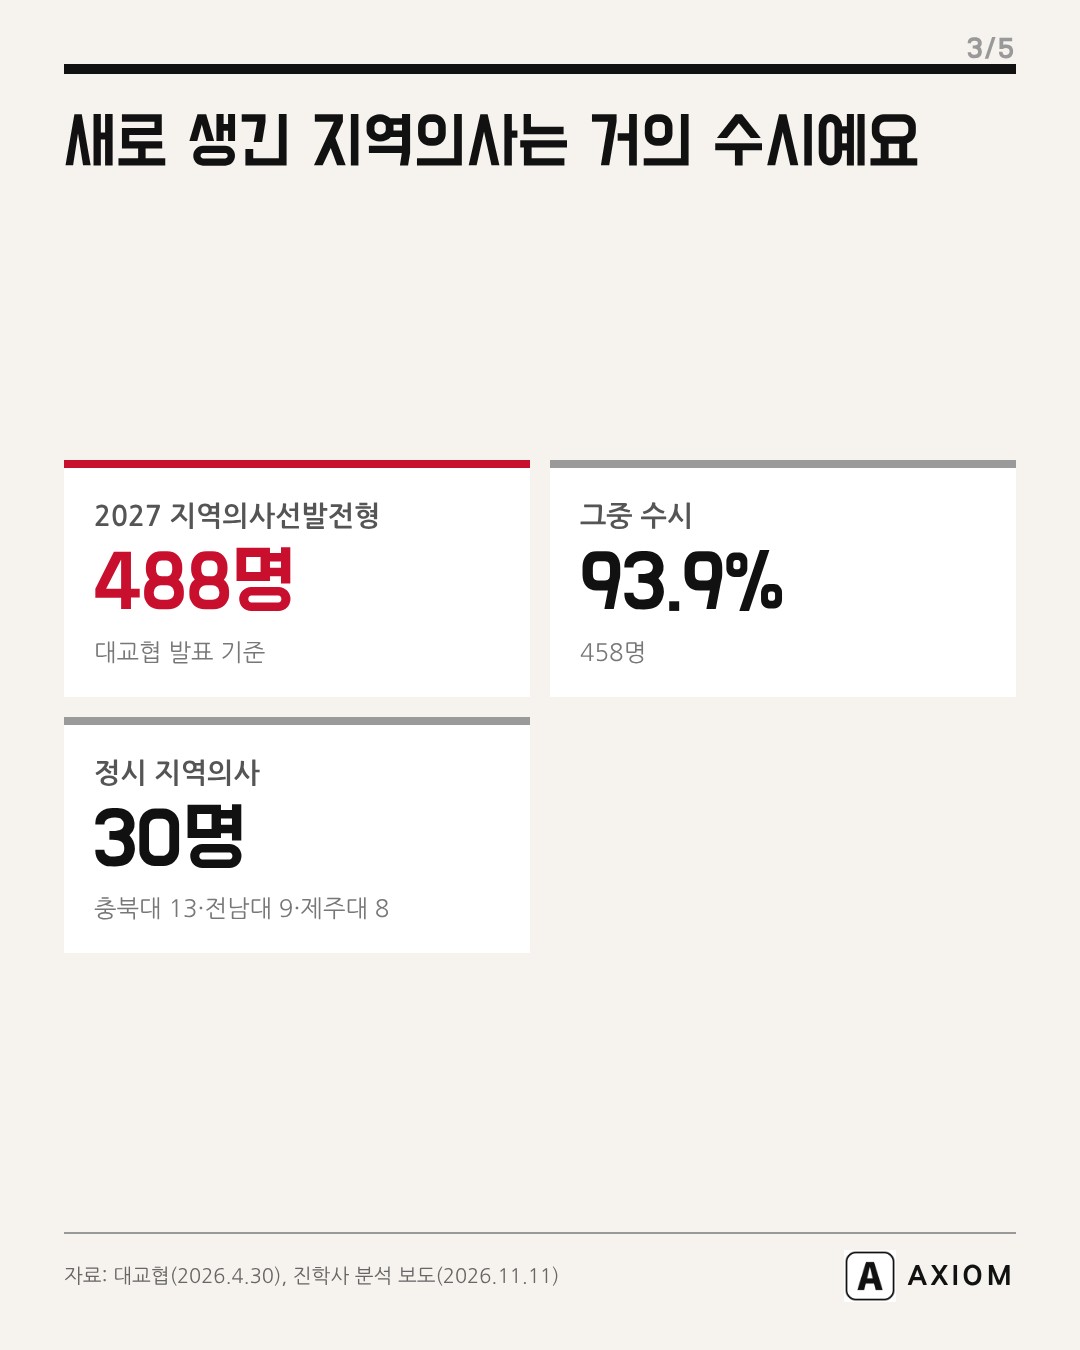 3/5
새로 생긴 지역의사는 거의 수시예요
2027 지역의사선발전형
488명
대교협 발표 기준
그중 수시
93.9%
458명
정시 지역의사
30명
충북대 13·전남대 9·제주대 8
자료: 대교협(2026.4.30), 진학사 분석 보도(2026.11.11)
A AXIOM